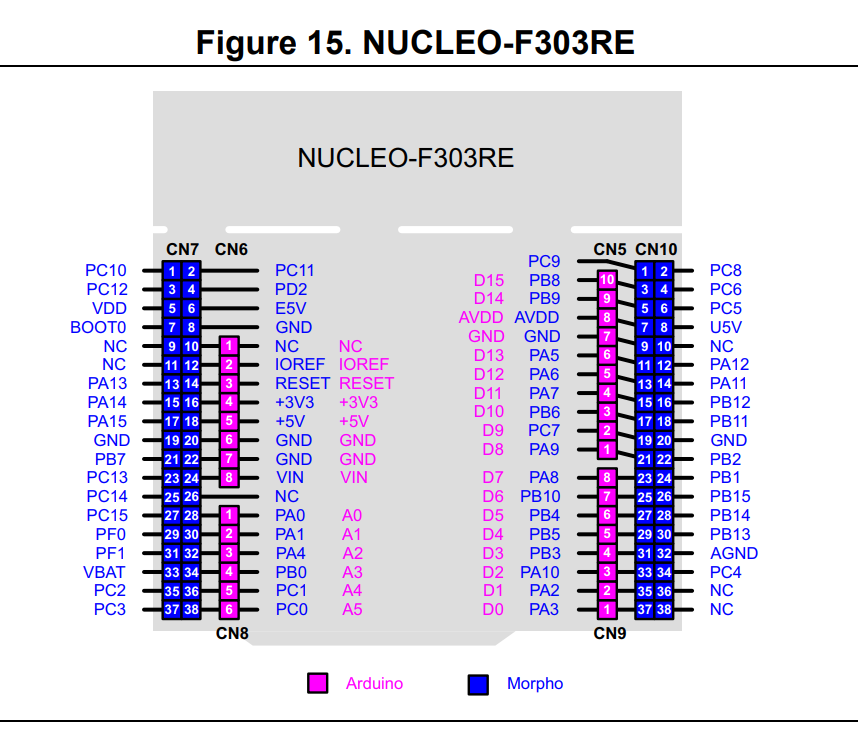 Figure 15. NUCLEO-F303RE
NUCLEO-F303RE
CN7 CN6 CN5 CN10
PC9
PC10 1 2 PC11 1 2 PC8
D15 PB8 10
PC12 3 4 PD2 3 4 PC6
D14 PB9 9
VDD 5 6 E5V 5 6 PC5
AVDD AVDD 8
BOOT0 7 8 GND 7 8 U5V
GND GND 7
NC 9 10 1 NC NC 9 10 NC
D13 PA5 6
NC 11 12 2 IOREF IOREF 11 12 PA12
D12 PA6 5
PA13 13 14 3 RESET RESET 13 14 PA11
D11 PA7 4
PA14 15 16 4 +3V3 +3V3 15 16 PB12
D10 PB6 3
PA15 17 18 5 +5V +5V 17 18 PB11
D9 PC7 2
GND 19 20 6 GND GND 19 20 GND
D8 PA9 1
PB7 21 22 7 GND GND 21 22 PB2
PC13 23 24 8 VIN VIN D7 PA8 8 23 24 PB1
PC14 25 26 NC D6 PB10 7 25 26 PB15
PC15 27 28 1 PA0 A0 D5 PB4 6 27 28 PB14
PF0 29 30 2 PA1 A1 D4 PB5 5 29 30 PB13
PF1 31 32 3 PA4 A2 D3 PB3 4 31 32 AGND
VBAT 33 34 4 PB0 A3 D2 PA10 3 33 34 PC4
PC2 35 36 5 PC1 A4 D1 PA2 2 35 36 NC
PC3 37 38 6 PC0 A5 D0 PA3 1 37 38 NC
CN8 CN9
Arduino Morpho